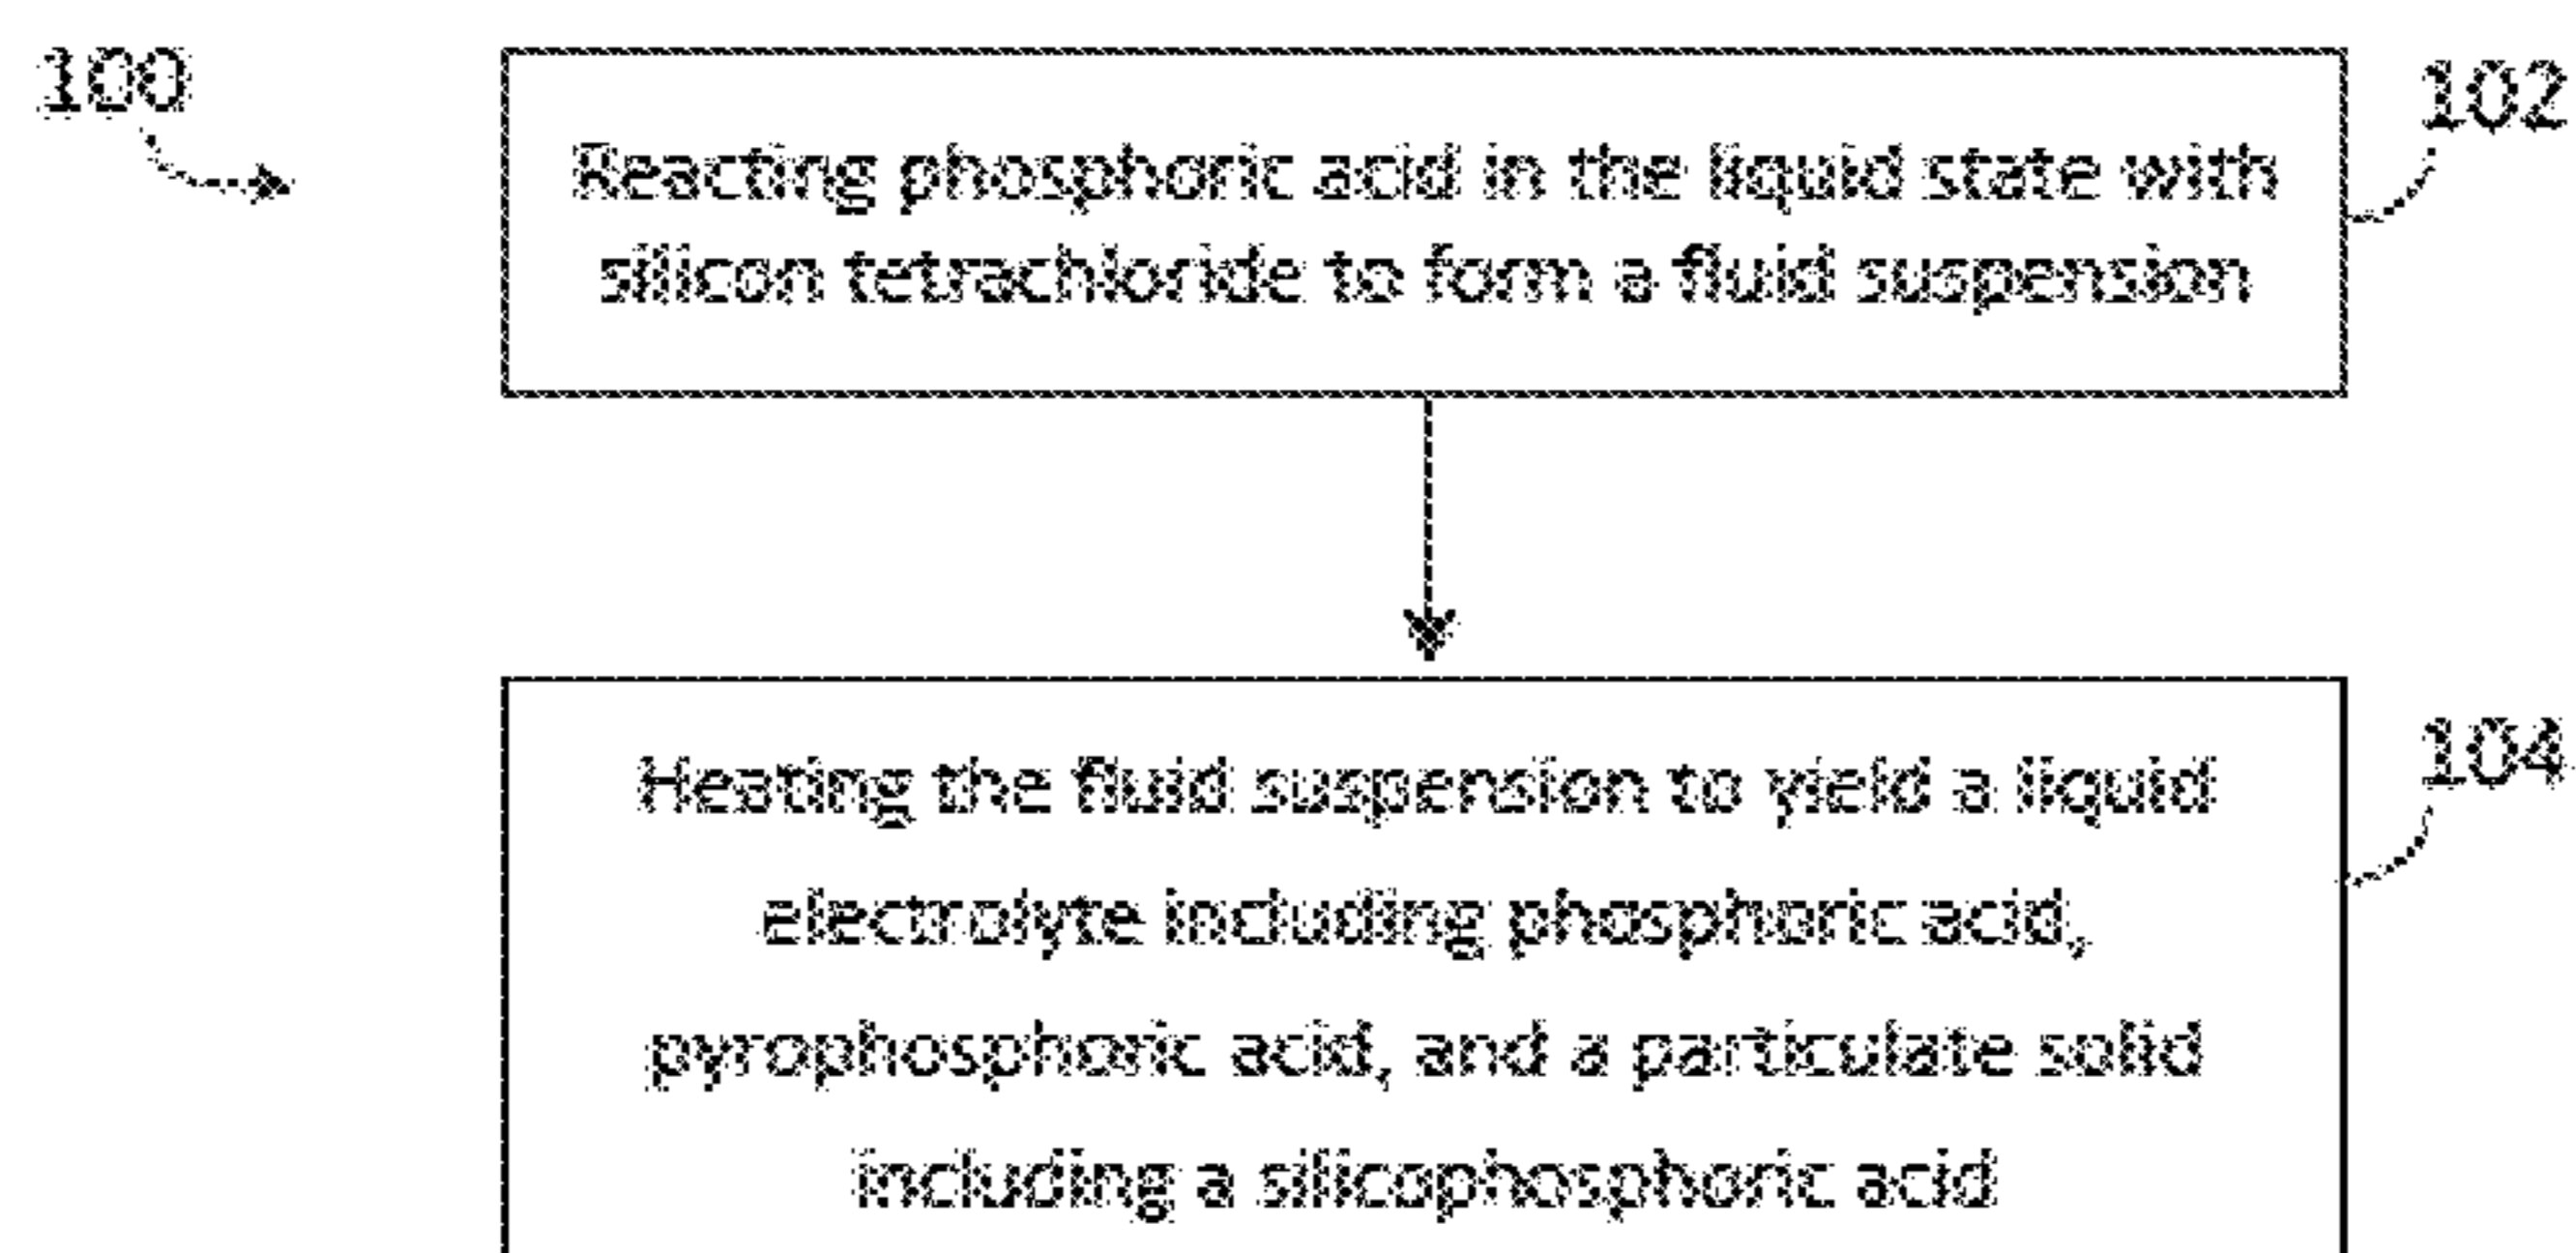 100
102
Reacting phosphoric acid in the liquid state with
silicon tetrachloride to form a fluid suspension
104
Heating the fluid suspension to yield a liquid
electrolyte including phosphoric acid,
pyrophosphoric acid, and a particulate solid
including a silicophosphoric acid